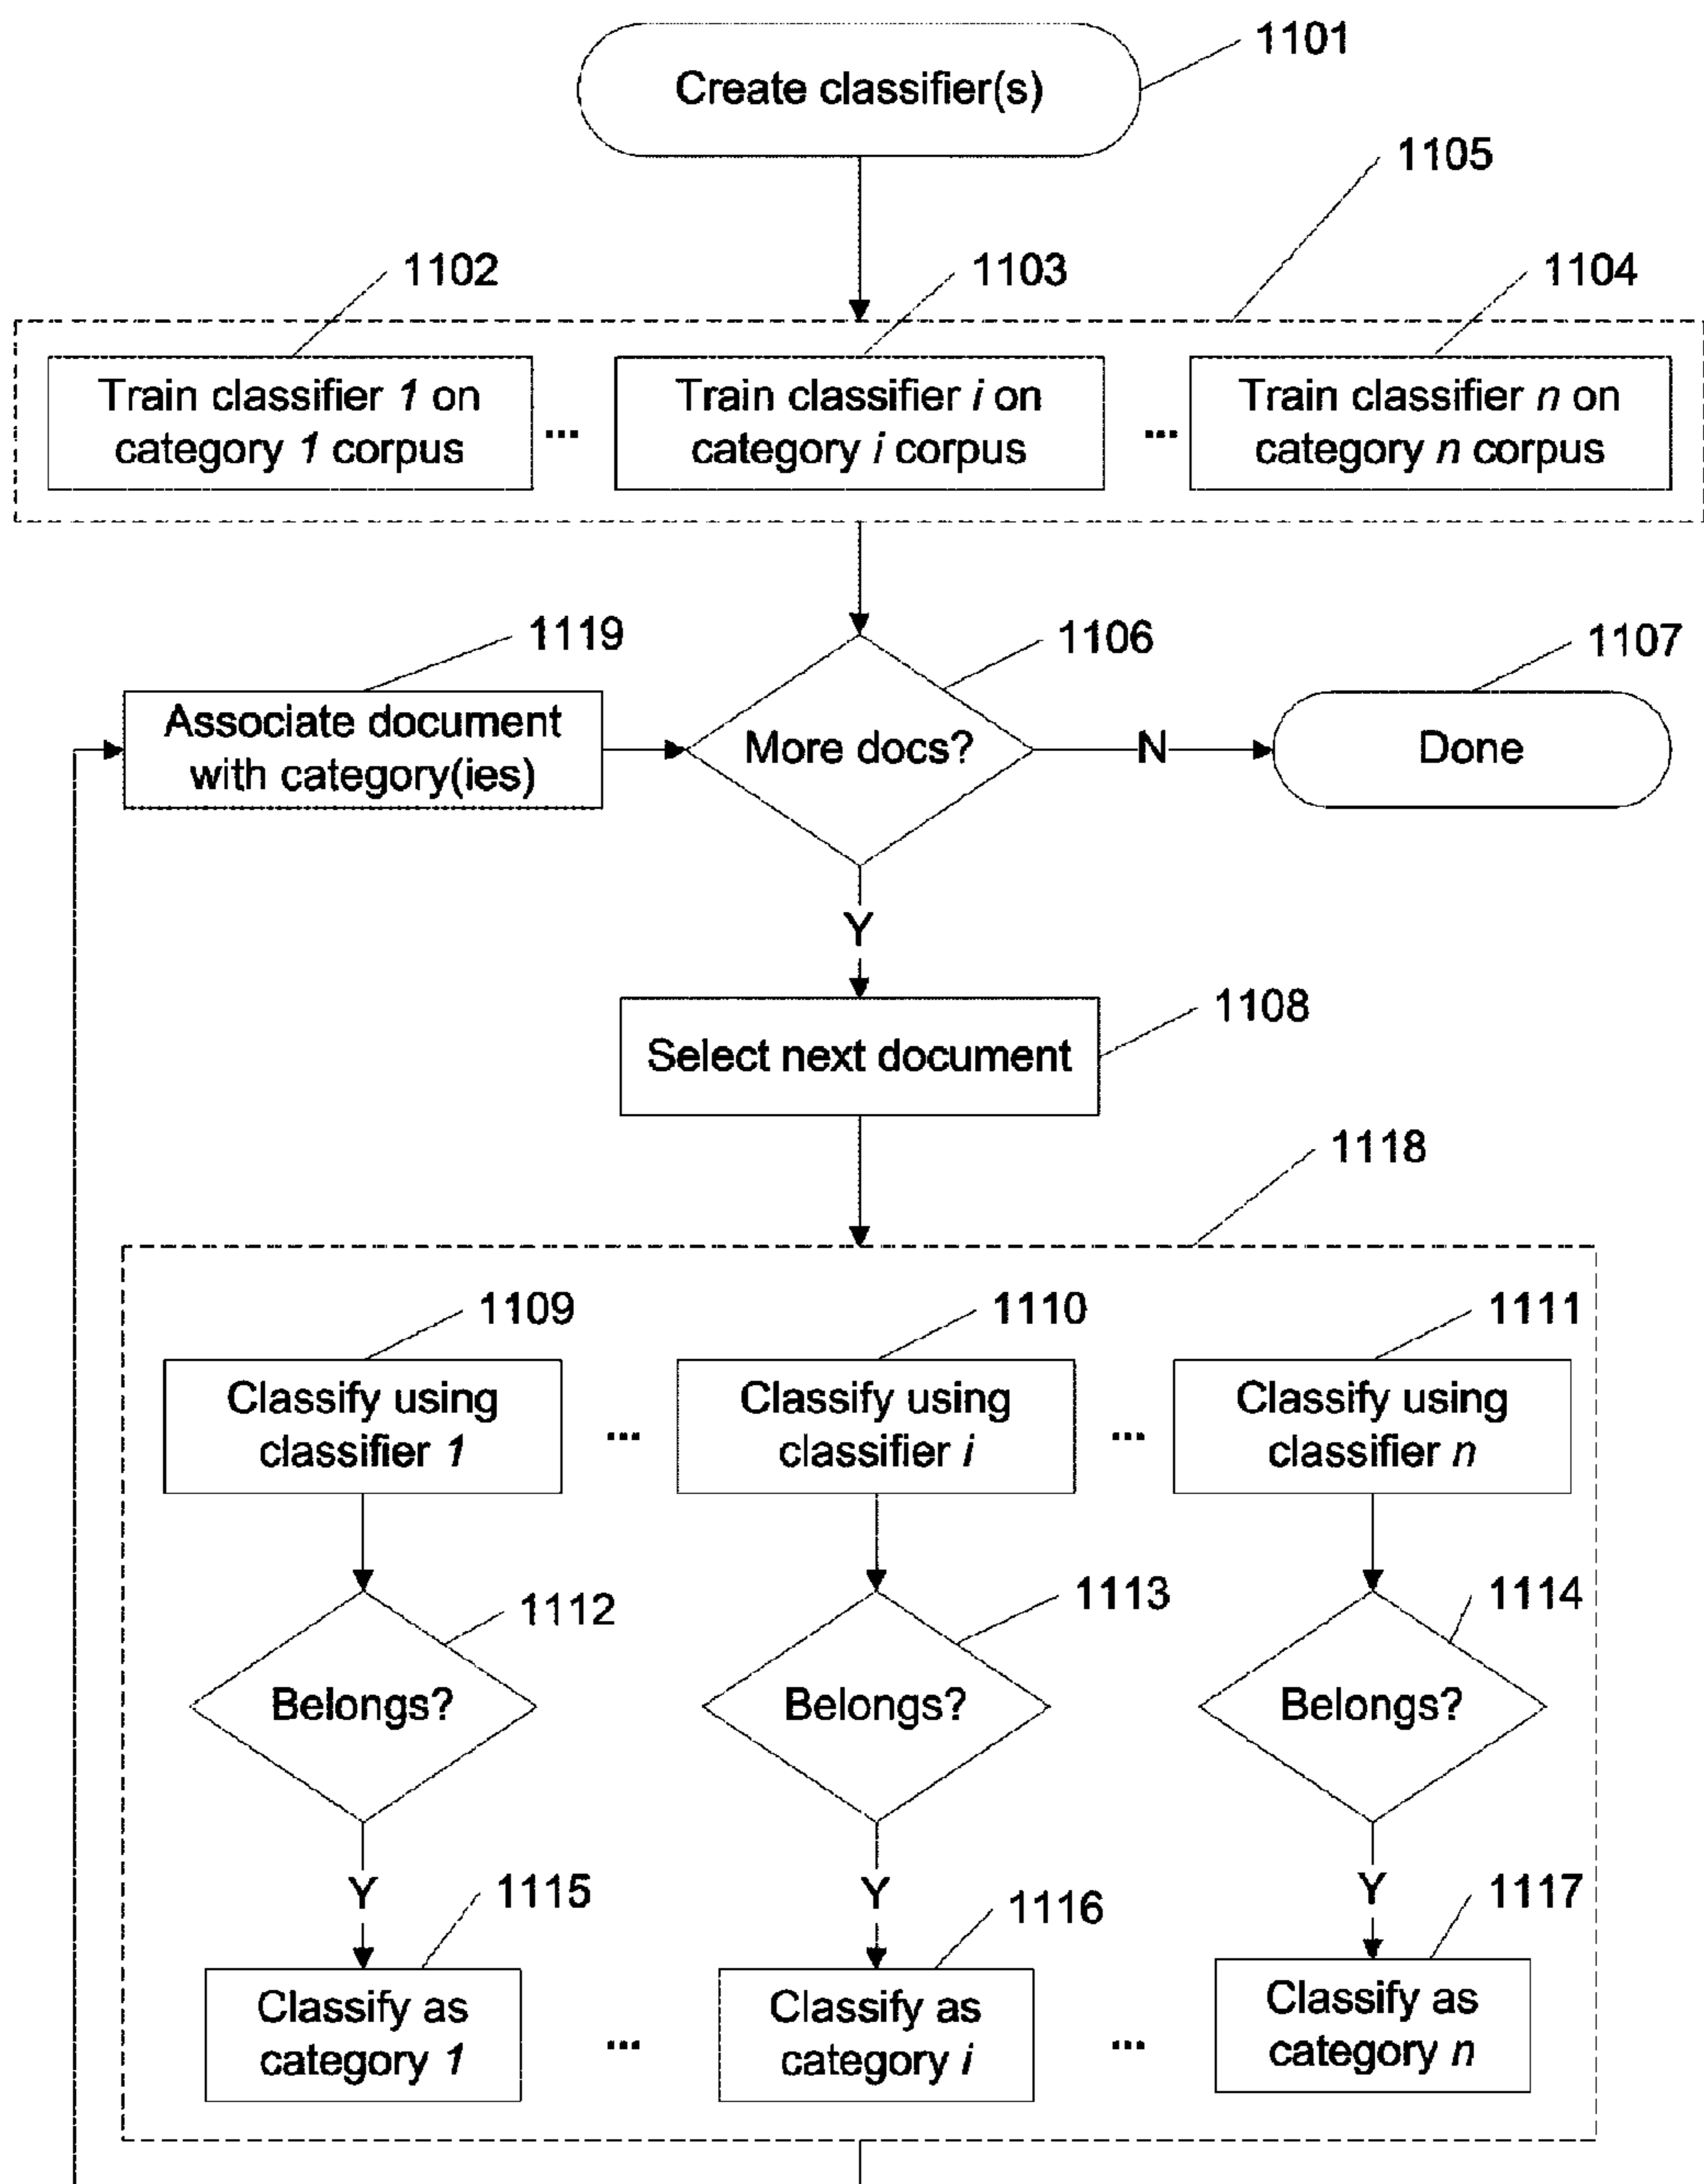 1101
Create classifier(s)
1105
1102
1103
1104
Train classifier 1 on
category 1 corpus
...
Train classifier i on
category i corpus
...
Train classifier n on
category n corpus
1119
1106
1107
Associate document
with category(ies)
More docs?
N
Done
Y
1108
Select next document
1118
1109
1110
1111
Classify using
classifier 1
...
Classify using
classifier i
...
Classify using
classifier n
1112
1113
1114
Belongs?
Belongs?
Belongs?
Y
Y
Y
1115
1116
1117
Classify as
category 1
...
Classify as
category i
...
Classify as
category n